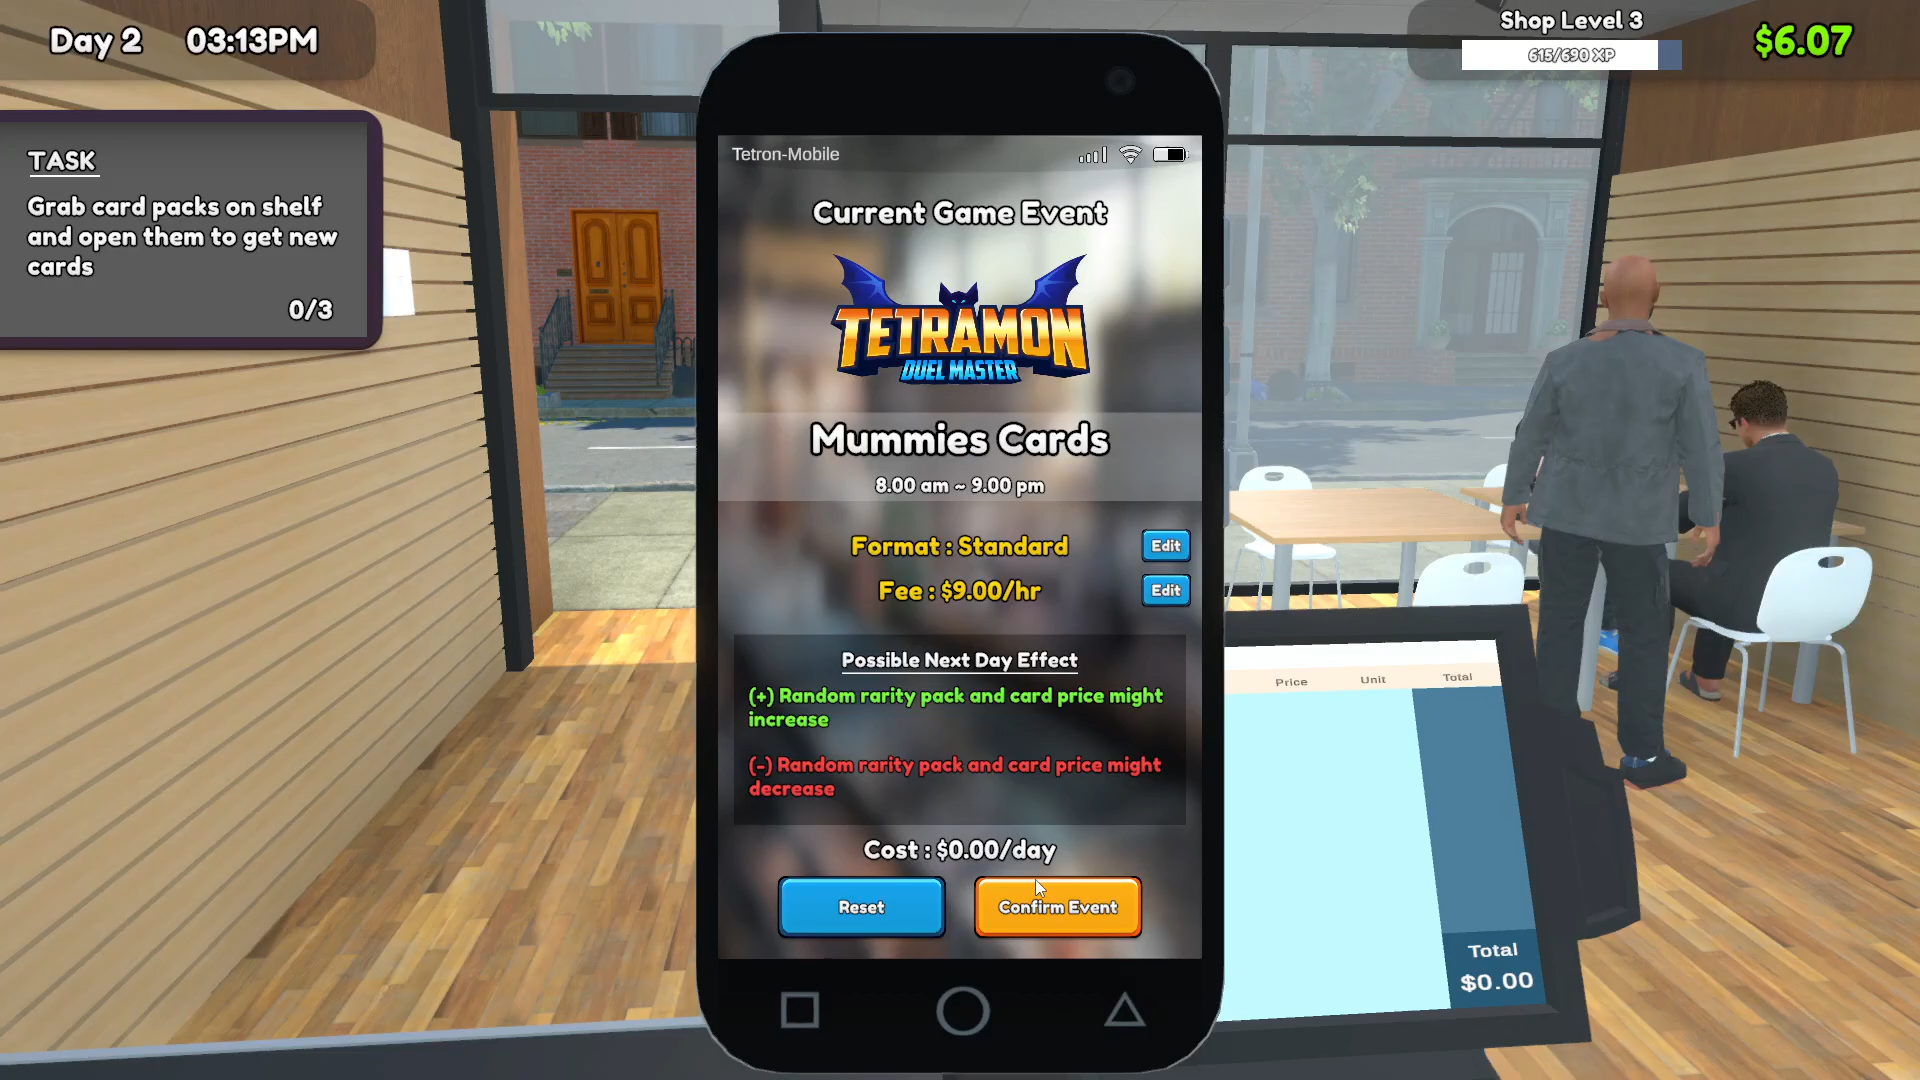 Day 2 03:13PM
Shop Level 3
615/690 XP
$6.07
TASK
Grab card packs on shelf
and open them to get new
cards
0/3
Tetron-Mobile
Current Game Event
TETRAMON
DUEL MASTER
Mummies Cards
8.00 am ~ 9.00 pm
Format : Standard
Edit
Fee : $9.00/hr
Edit
Possible Next Day Effect
(+) Random rarity pack and card price might
increase
(-) Random rarity pack and card price might
decrease
Cost : $0.00/day
Reset
Confirm Event
Price Unit Total
Total
$0.00